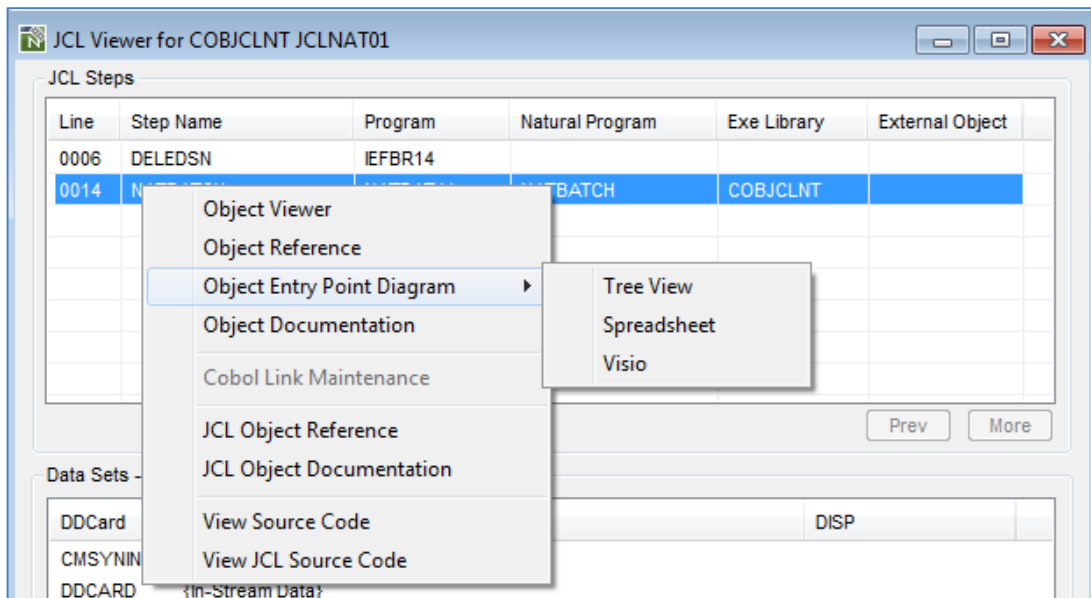 JCL Viewer for COBJCLNT JCLNAT01
JCL Steps
Line Step Name Program Natural Program Exe Library External Object
0006 DELEDSN IEFBR14
0014 COBJCLNT
Object Viewer
Object Reference
Object Entry Point Diagram
Tree View
Object Documentation
Spreadsheet
Visio
Cobol Link Maintenance
JCL Object Reference
Prev More
JCL Object Documentation
Data Sets -
View Source Code
DDCard DISP
View JCL Source Code
CMSYNIN
DDCARD {In-Stream Data}